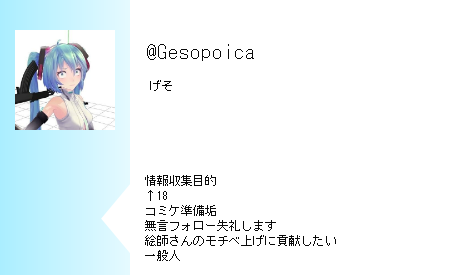 @Gesopoica
げそ
情報収集目的
↑18
コミケ準備垢
無言フォロー失礼します
絵師さんのモチベ上げに貢献したい
一般人